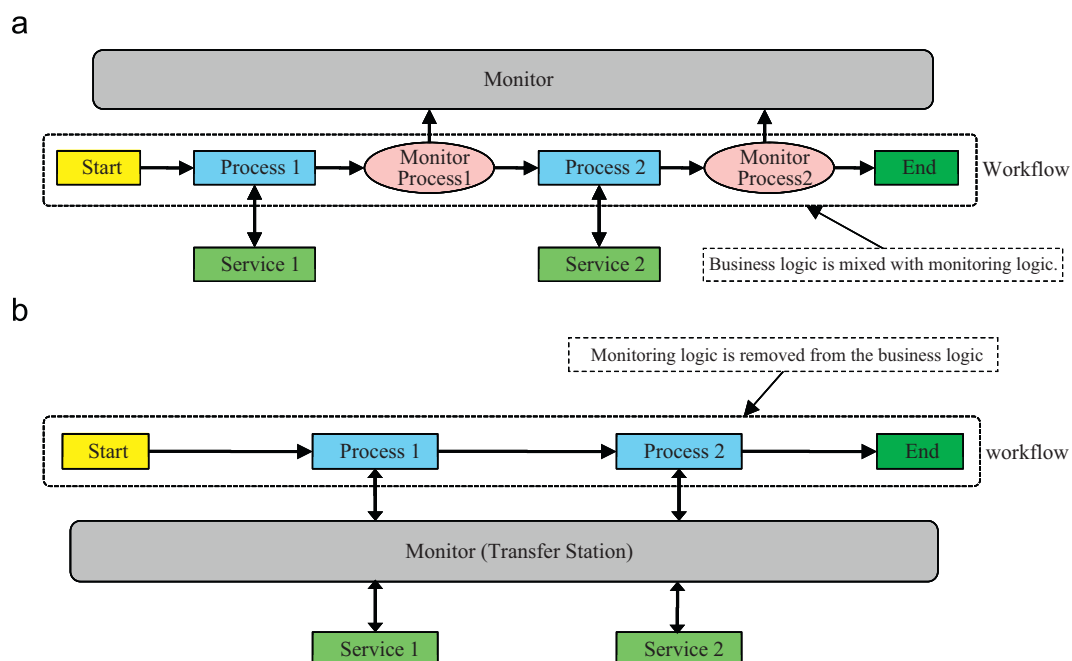 a
Monitor
Start
Process 1
Monitor
Process1
Process 2
Monitor
Process2
End
Workflow
Service 1
Service 2
Business logic is mixed with monitoring logic.
b
Monitoring logic is removed from the business logic
Start
Process 1
Process 2
End
workflow
Monitor (Transfer Station)
Service 1
Service 2